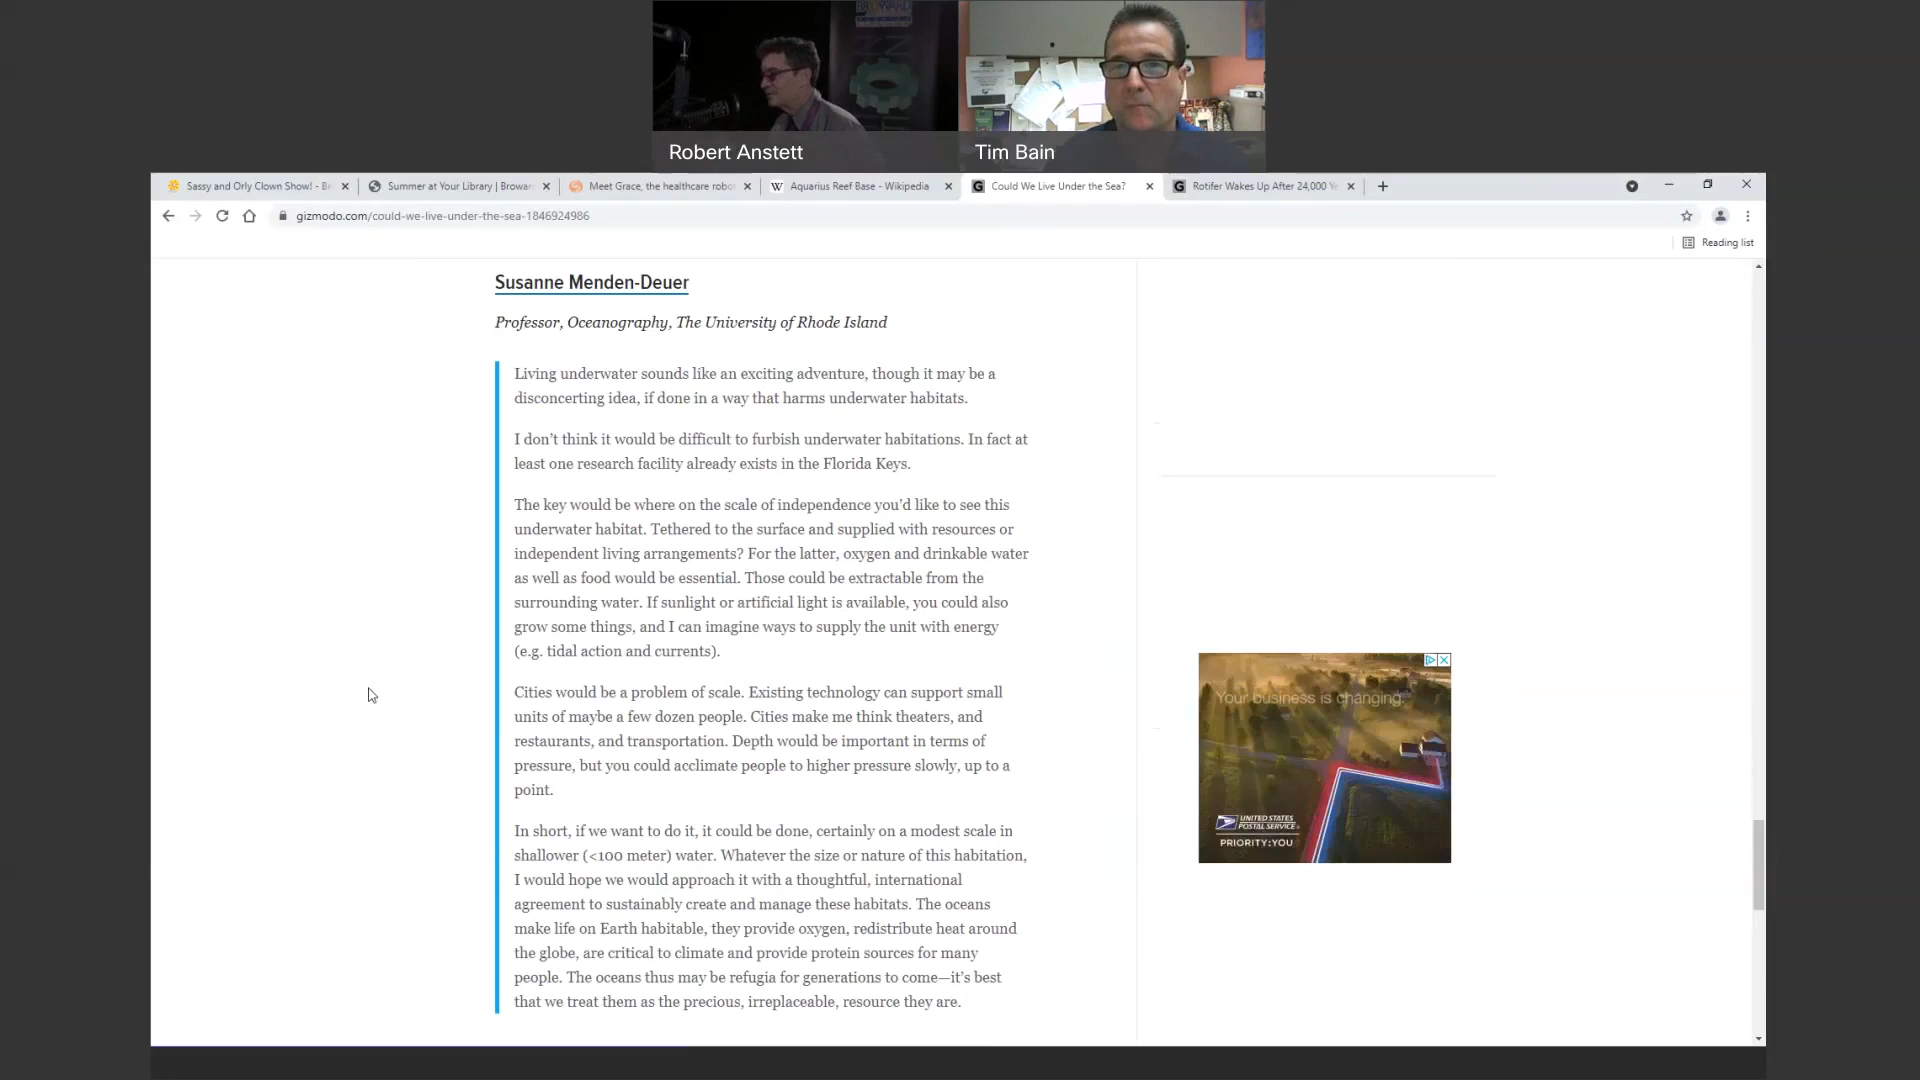 BROWARD
Robert Anstett
Tim Bain
Sassy and Orly Clown Show! - Br
Summer at Your Library | Browar
Meet Grace, the healthcare robot
Aquarius Reef Base - Wikipedia
Could We Live Under the Sea?
Rotifer Wakes Up After 24,000 Ye
gizmodo.com/could-we-live-under-the-sea-1846924986
Reading list
Susanne Menden-Deuer
Professor, Oceanography, The University of Rhode Island
Living underwater sounds like an exciting adventure, though it may be a
disconcerting idea, if done in a way that harms underwater habitats.
I don’t think it would be difficult to furbish underwater habitations. In fact at
least one research facility already exists in the Florida Keys.
The key would be where on the scale of independence you’d like to see this
underwater habitat. Tethered to the surface and supplied with resources or
independent living arrangements? For the latter, oxygen and drinkable water
as well as food would be essential. Those could be extractable from the
surrounding water. If sunlight or artificial light is available, you could also
grow some things, and I can imagine ways to supply the unit with energy
(e.g. tidal action and currents).
Cities would be a problem of scale. Existing technology can support small
units of maybe a few dozen people. Cities make me think theaters, and
restaurants, and transportation. Depth would be important in terms of
pressure, but you could acclimate people to higher pressure slowly, up to a
point.
In short, if we want to do it, it could be done, certainly on a modest scale in
shallower (<100 meter) water. Whatever the size or nature of this habitation,
I would hope we would approach it with a thoughtful, international
agreement to sustainably create and manage these habitats. The oceans
make life on Earth habitable, they provide oxygen, redistribute heat around
the globe, are critical to climate and provide protein sources for many
people. The oceans thus may be refugia for generations to come—it’s best
that we treat them as the precious, irreplaceable, resource they are.
Your business is changing.
UNITED STATES
POSTAL SERVICE
PRIORITY:YOU